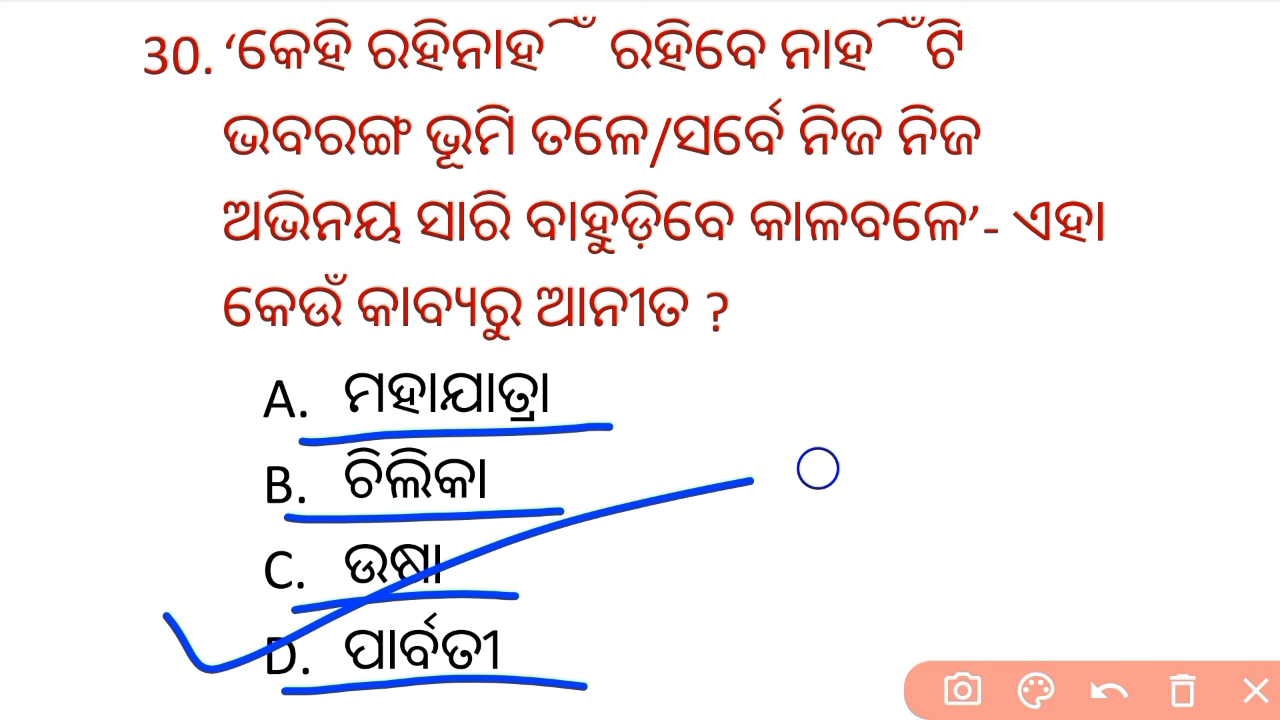 30. ‘କେହି ରହିନାହିଁ ରହିବେ ନାହିଁଟି
ଭବରଙ୍ଗ ଭୂମି ତଳେ/ସର୍ବେ ନିଜ ନିଜ
ଅଭିନୟ ସାରି ବାହୁଡ଼ିବେ କାଳବଳେ’- ଏହା
କେଉଁ କାବ୍ୟରୁ ଆନୀତ ?
A. ମହାଯାତ୍ରା
B. ଚିଲିକା
C. ଉଷା
D. ପାର୍ବତୀ